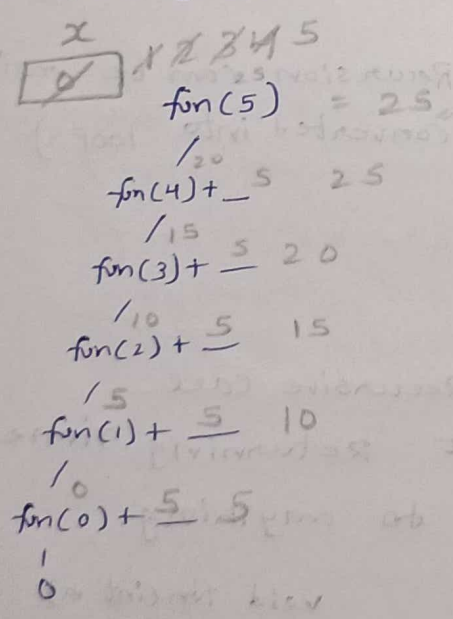 x
0 1 2 3 4 5
fun(5) = 25
20
fun(4) + 5 25
15
fun(3) + 5 20
10
fun(2) + 5 15
5
fun(1) + 5 10
0
fun(0) + 5 5
0